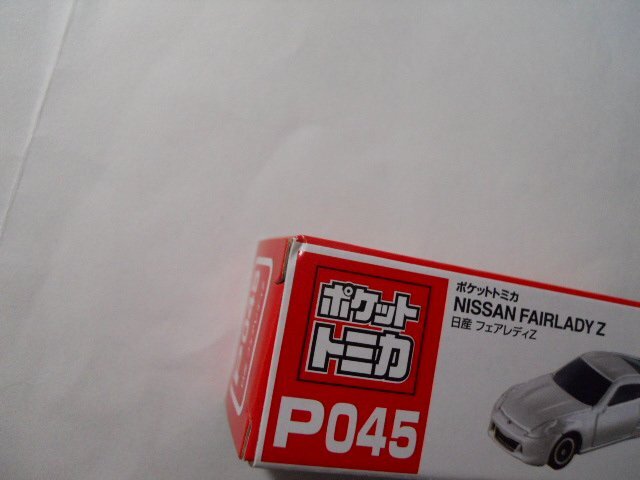 ポケット
トミカ
P045
ポケットトミカ
NISSAN FAIRLADY Z
日産 フェアレディZ